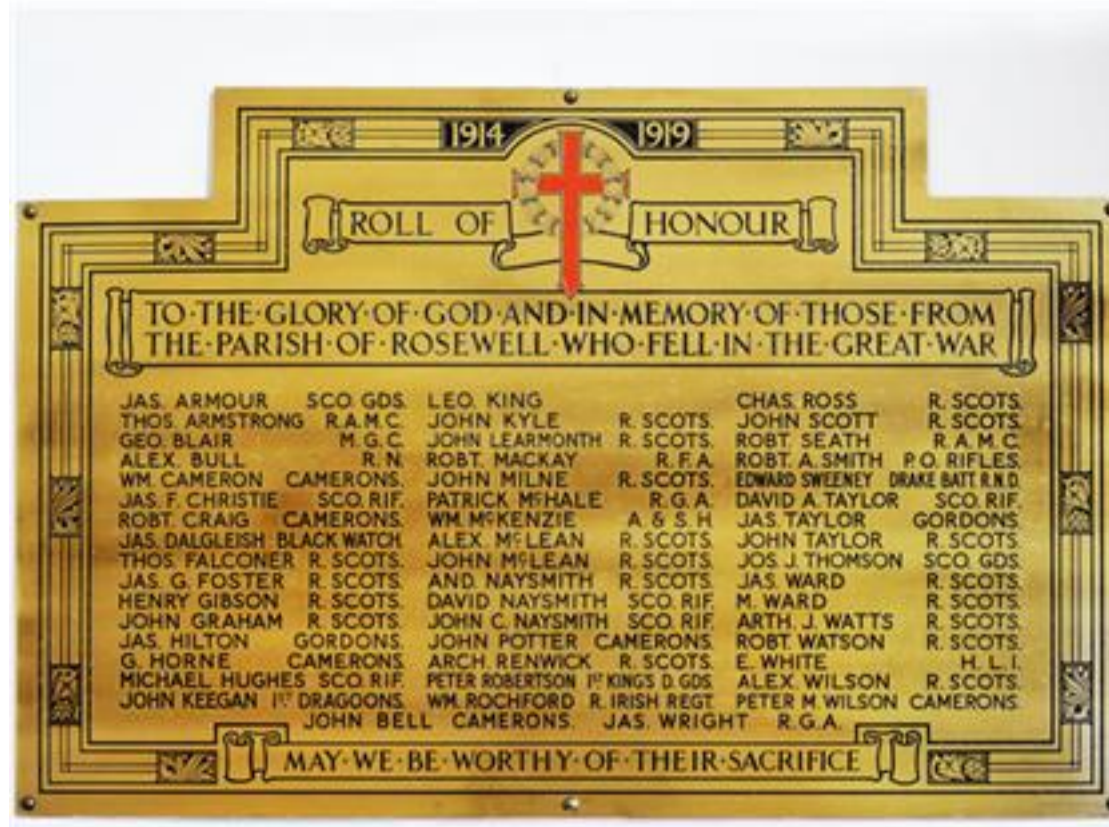 1914 1919
ROLL OF HONOUR
TO·THE·GLORY·OF·GOD·AND·IN·MEMORY·OF·THOSE·FROM
THE·PARISH·OF·ROSEWELL·WHO·FELL·IN·THE·GREAT·WAR
JAS. ARMOUR SCO. GDS.
THOS. ARMSTRONG R.A.M.C.
GEO. BLAIR M.G.C.
ALEX. BULL R.N.
WM. CAMERON CAMERONS.
JAS. F. CHRISTIE SCO. RIF.
ROBT. CRAIG CAMERONS.
JAS. DALGLEISH BLACK WATCH
THOS. FALCONER R. SCOTS.
JAS. G. FOSTER R. SCOTS.
HENRY GIBSON R. SCOTS.
JOHN GRAHAM R. SCOTS.
JAS. HILTON GORDONS.
G. HORNE CAMERONS.
MICHAEL HUGHES SCO. RIF.
JOHN KEEGAN 1ST DRAGOONS.
LEO. KING
JOHN KYLE R. SCOTS.
JOHN LEARMONTH R. SCOTS.
ROBT. MACKAY R.F.A.
JOHN MILNE R. SCOTS.
PATRICK McHALE R.G.A.
WM. McKENZIE A. & S. H
ALEX. McLEAN R. SCOTS.
JOHN McLEAN R. SCOTS.
AND. NAYSMITH R. SCOTS.
DAVID NAYSMITH SCO. RIF.
JOHN C. NAYSMITH SCO. RIF.
JOHN POTTER CAMERONS.
ARCH. RENWICK R. SCOTS.
PETER ROBERTSON 1ST KING'S D. GDS.
WM. ROCHFORD R. IRISH REGT.
CHAS. ROSS R. SCOTS.
JOHN SCOTT R. SCOTS.
ROBT. SEATH R.A.M.C.
ROBT. A. SMITH P.O. RIFLES.
EDWARD SWEENEY DRAKE BATT R.N.D.
DAVID A. TAYLOR SCO. RIF.
JAS. TAYLOR GORDONS.
JOHN TAYLOR R. SCOTS.
JOS. J. THOMSON SCO. GDS.
JAS. WARD R. SCOTS.
M. WARD R. SCOTS.
ARTH. J. WATTS R. SCOTS.
ROBT. WATSON R. SCOTS.
E. WHITE H.L.I.
ALEX. WILSON R. SCOTS.
PETER M. WILSON CAMERONS.
JOHN BELL CAMERONS. JAS. WRIGHT R.G.A.
MAY·WE·BE·WORTHY·OF·THEIR·SACRIFICE